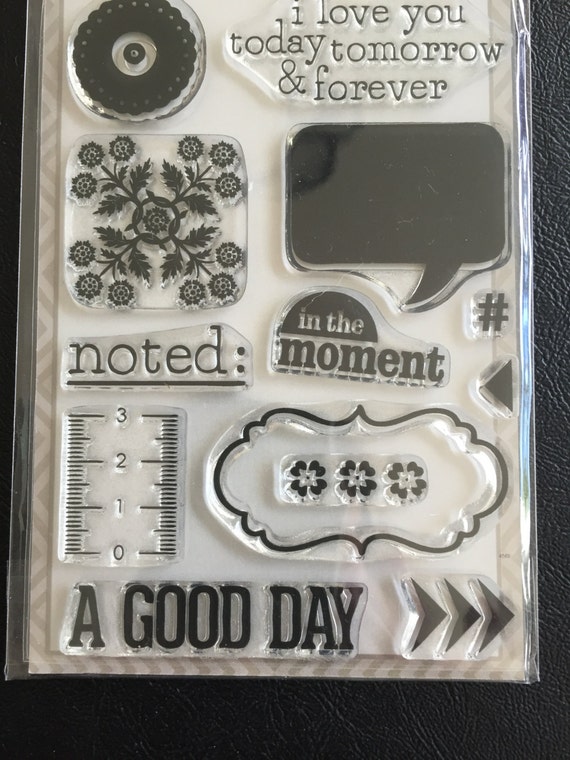 i love you
today tomorrow
& forever
#
in the
moment
noted:
3
2
1
0
A GOOD DAY